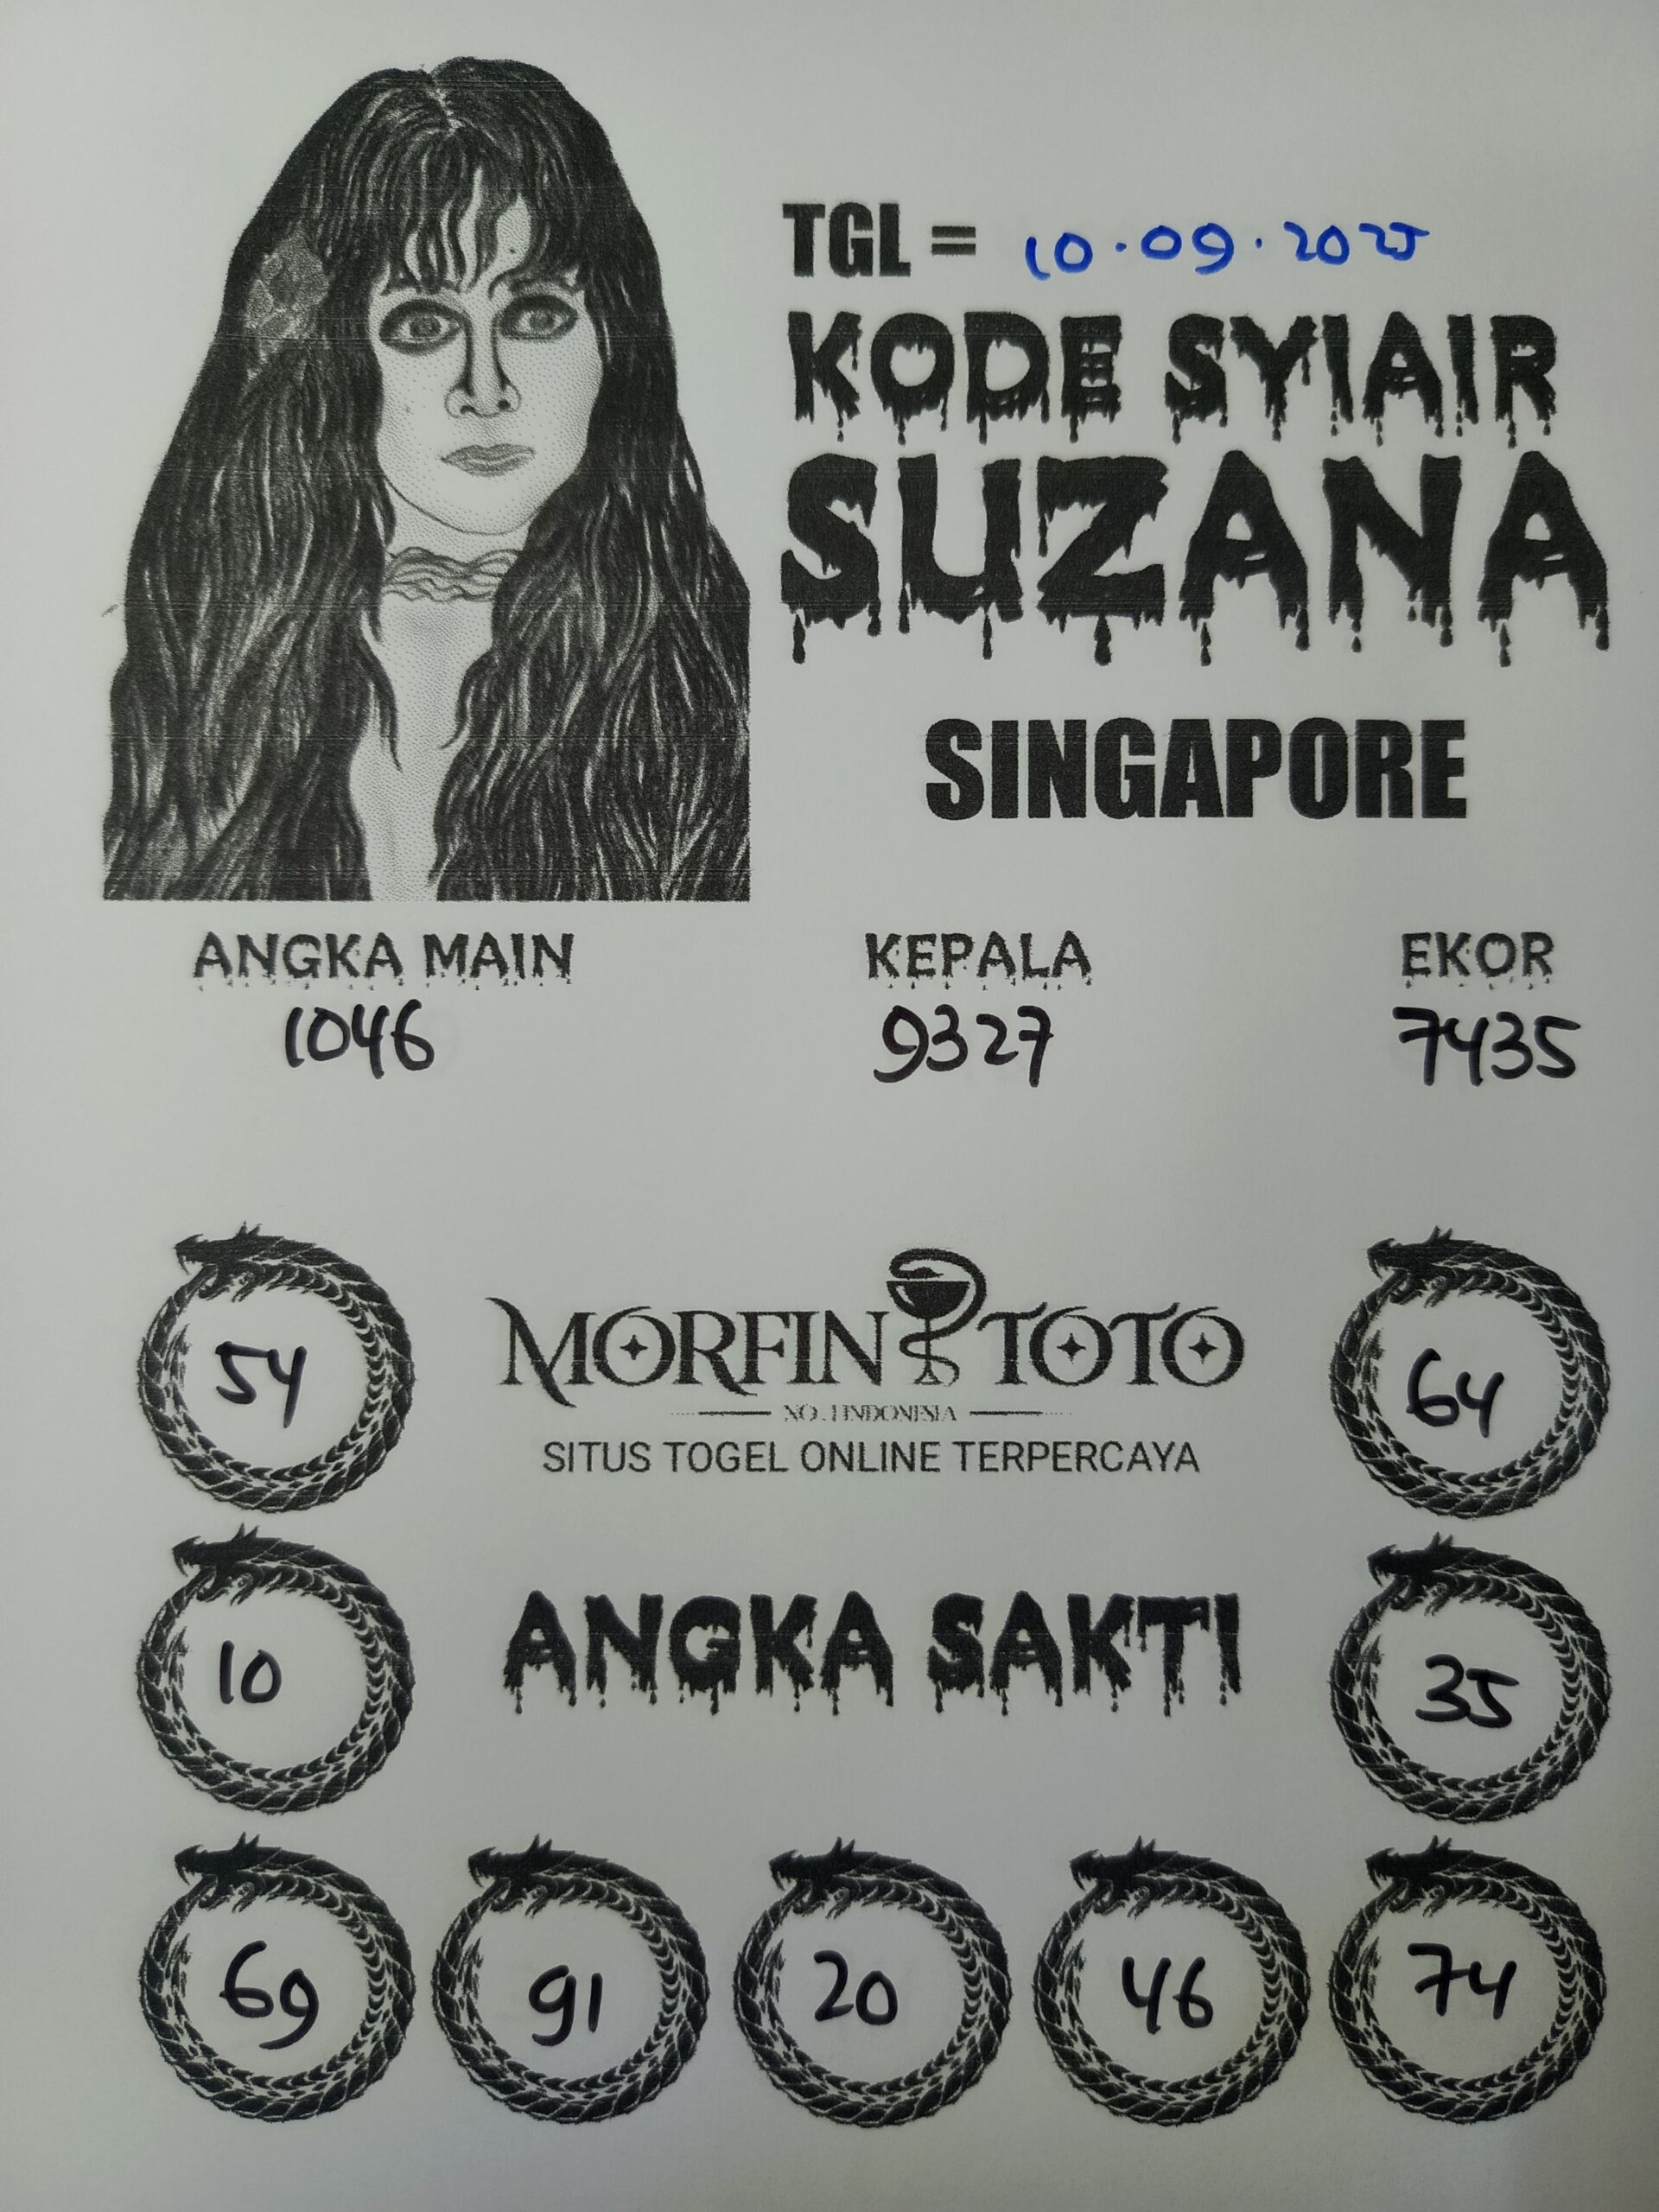 TGL = 10.09.2025
KODE SYIAIR
SUZANA
SINGAPORE
ANGKA MAIN
1046
KEPALA
9327
EKOR
7435
54
MORFIN TOTO
NO.1 INDONESIA
SITUS TOGEL ONLINE TERPERCAYA
64
10
ANGKA SAKTI
35
69
91
20
46
74